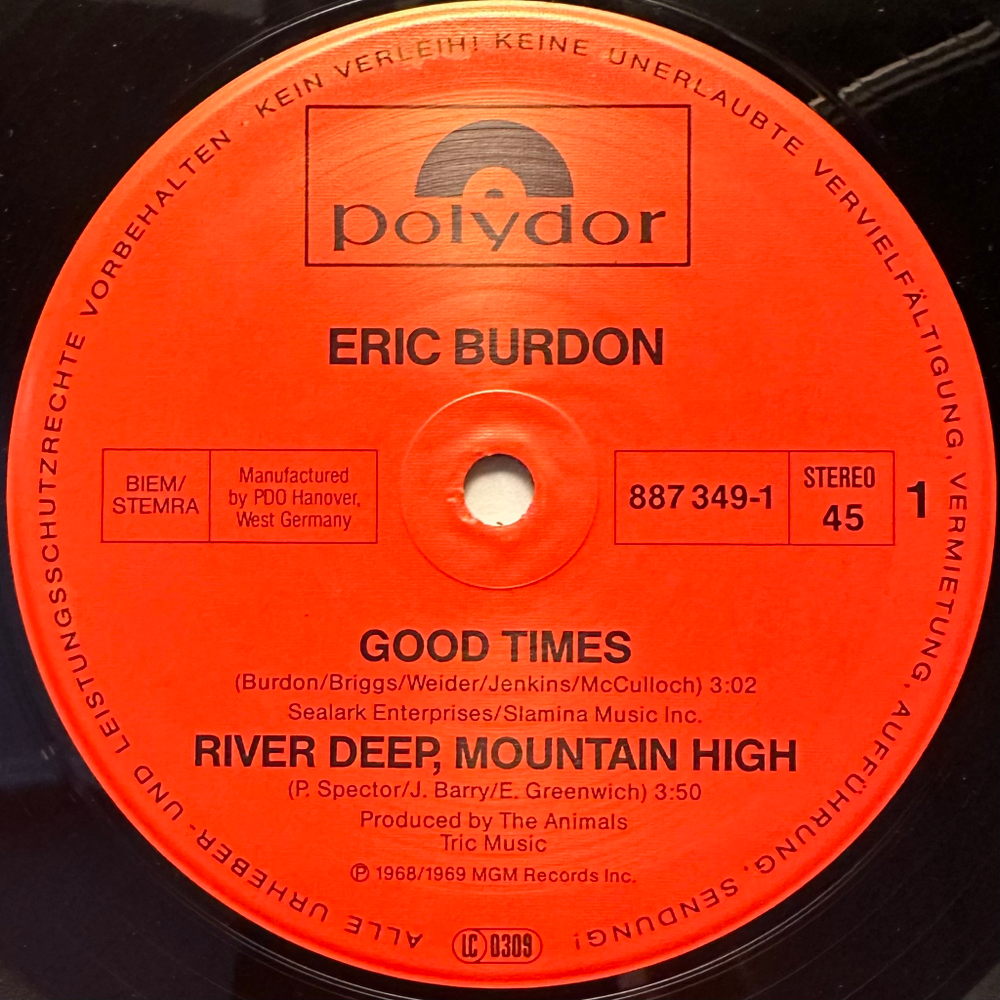 ALLE URHEBER- UND LEISTUNGSSCHUTZRECHTE VORBEHALTEN · KEIN VERLEIH! KEINE UNERLAUBTE VERVIELFÄLTIGUNG, VERMIETUNG, AUFFÜHRUNG, SENDUNG!
polydor
ERIC BURDON
BIEM/
STEMRA
Manufactured
by PDO Hanover,
West Germany
887 349-1
STEREO
45
1
GOOD TIMES
(Burdon/Briggs/Weider/Jenkins/McCulloch) 3:02
Sealark Enterprises/Slamina Music Inc.
RIVER DEEP, MOUNTAIN HIGH
(P. Spector/J. Barry/E. Greenwich) 3:50
Produced by The Animals
Tric Music
℗ 1968/1969 MGM Records Inc.
LC 0309